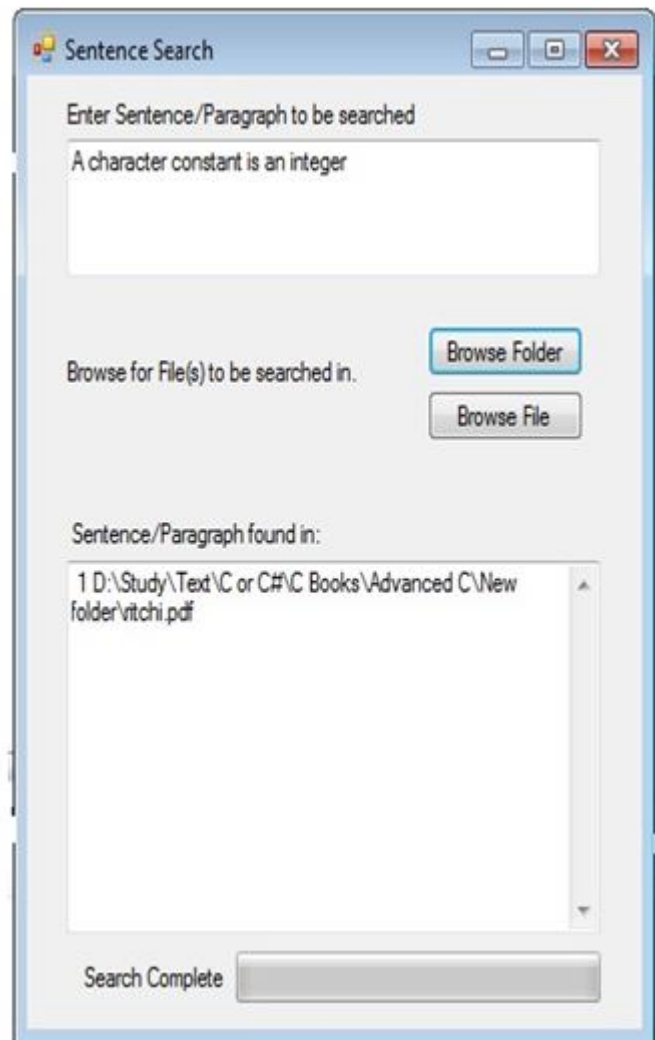 Sentence Search
Enter Sentence/Paragraph to be searched
A character constant is an integer
Browse Folder
Browse for File(s) to be searched in.
Browse File
Sentence/Paragraph found in:
1 D:\Study\Text\C or C#\C Books\Advanced C\New
folder\ritchi.pdf
Search Complete